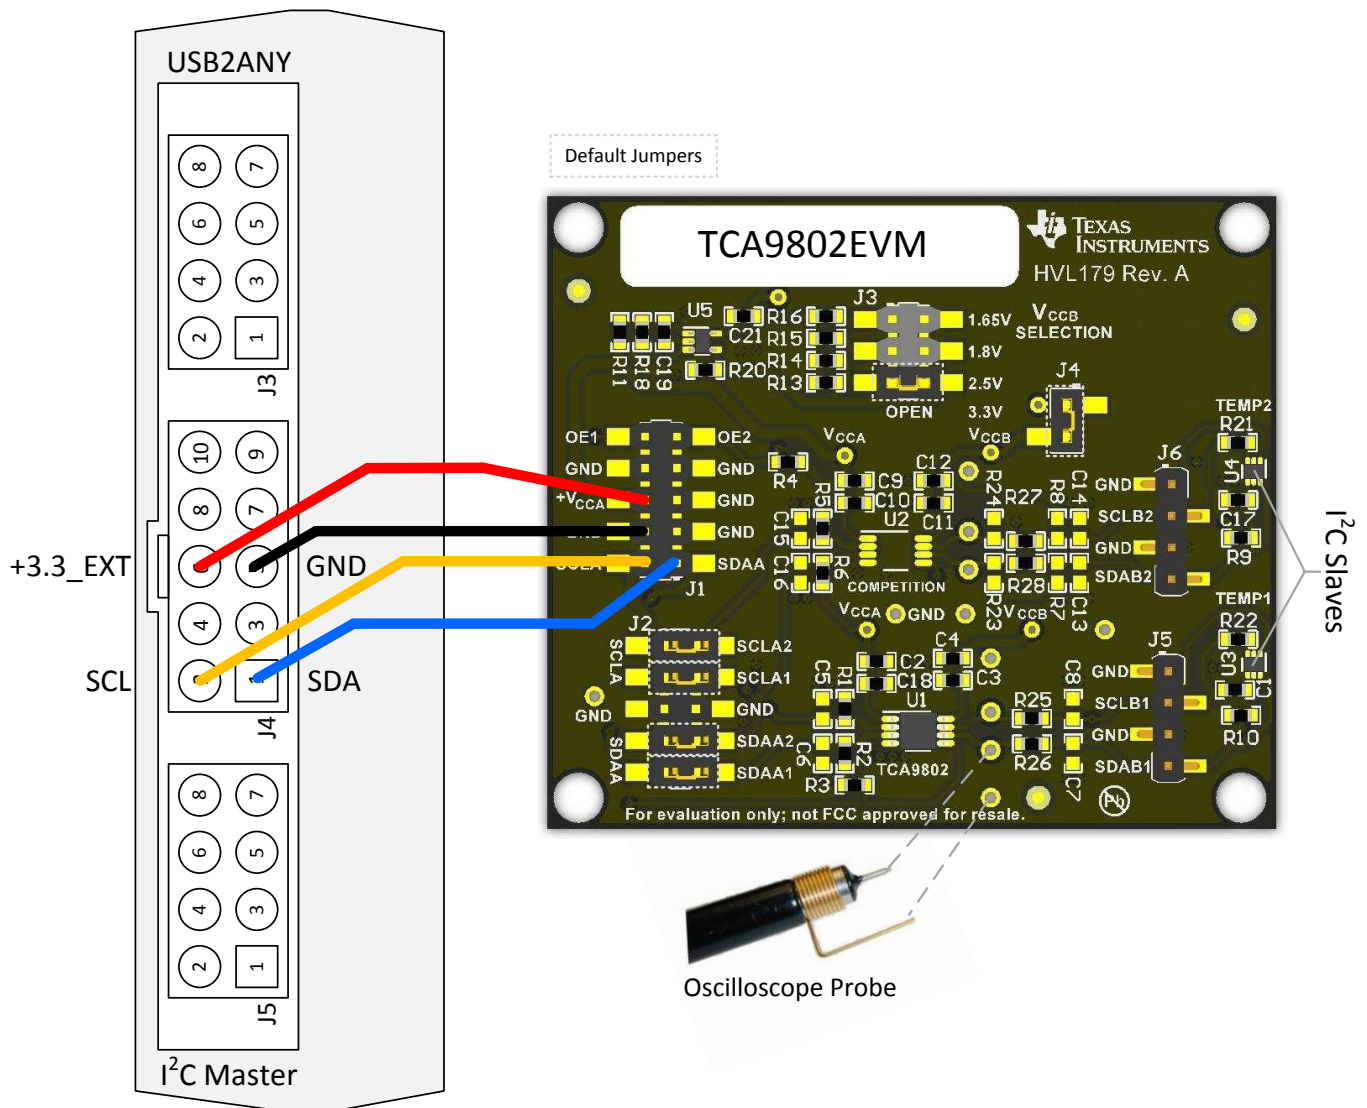 USB2ANY
8 7
6 5
4 3
2 1
J3
10 9
8 7
+3.3_EXT
GND
4 3
SCL
SDA
J4
8 7
6 5
4 3
2 1
J5
I²C Master
Default Jumpers
TCA9802EVM
TEXAS
INSTRUMENTS
HVL179 Rev. A
U5
C21
R11
R18
C19
R20
R16
R15
R14
R13
J3
1.65V
1.8V
2.5V
3.3V
OPEN
VCCB
SELECTION
J4
OE1
OE2
GND
GND
+VCCA
GND
GND
SDAA
J1
R4
VCCA
C9
C10
C12
C11
VCCB
R5
C15
C16
R6
U2
COMPETITION
R24
R27
R28
R23
R8
C14
R7
C13
VCCA
GND
VCCB
J6
GND
SCLB2
GND
SDAB2
TEMP2
R21
U4
C17
R9
TEMP1
R22
U3
C1
R10
J5
GND
SCLB1
GND
SDAB1
J2
SCLA
SCLA
SCLA2
SCLA1
GND
GND
SDAA
SDAA
SDAA2
SDAA1
C5
R1
C6
R2
R3
C2
C18
C4
C3
U1
TCA9802
R25
R26
C8
C7
Pb
For evaluation only; not FCC approved for resale.
I²C Slaves
Oscilloscope Probe